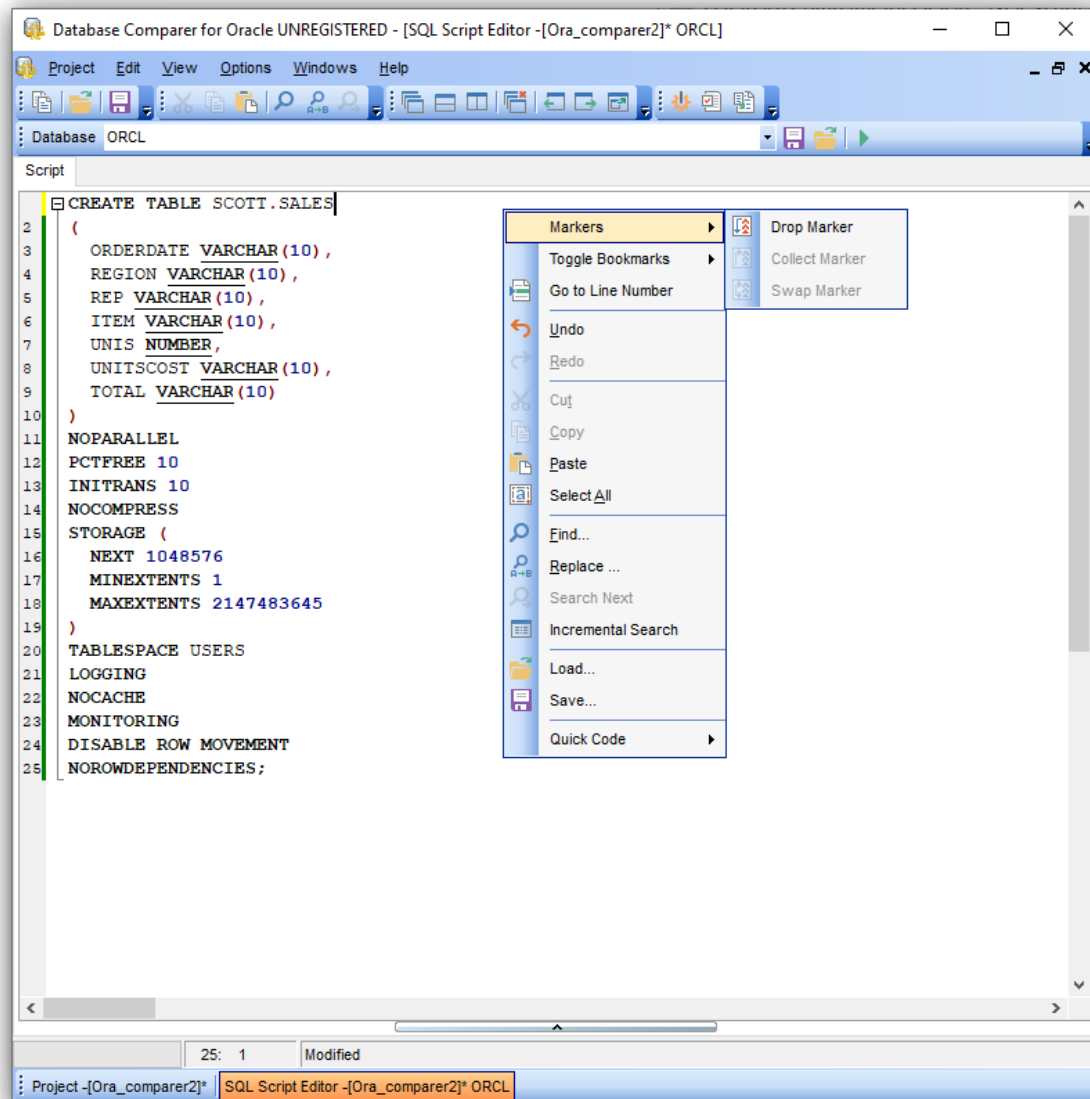 Database Comparer for Oracle UNREGISTERED - [SQL Script Editor -[Ora_comparer2]* ORCL]
Project Edit View Options Windows Help
Database ORCL
Script
CREATE TABLE SCOTT.SALES
2 (
3 ORDERDATE VARCHAR(10),
4 REGION VARCHAR(10),
5 REP VARCHAR(10),
6 ITEM VARCHAR(10),
7 UNIS NUMBER,
8 UNITSCOST VARCHAR(10),
9 TOTAL VARCHAR(10)
10 )
11 NOPARALLEL
12 PCTFREE 10
13 INITRANS 10
14 NOCOMPRESS
15 STORAGE (
16 NEXT 1048576
17 MINEXTENTS 1
18 MAXEXTENTS 2147483645
19 )
20 TABLESPACE USERS
21 LOGGING
22 NOCACHE
23 MONITORING
24 DISABLE ROW MOVEMENT
25 NOROWDEPENDENCIES;
Markers
Toggle Bookmarks
Go to Line Number
Undo
Redo
Cut
Copy
Paste
Select All
Find...
Replace ...
Search Next
Incremental Search
Load...
Save...
Quick Code
Drop Marker
Collect Marker
Swap Marker
25: 1 Modified
Project -[Ora_comparer2]* SQL Script Editor -[Ora_comparer2]* ORCL